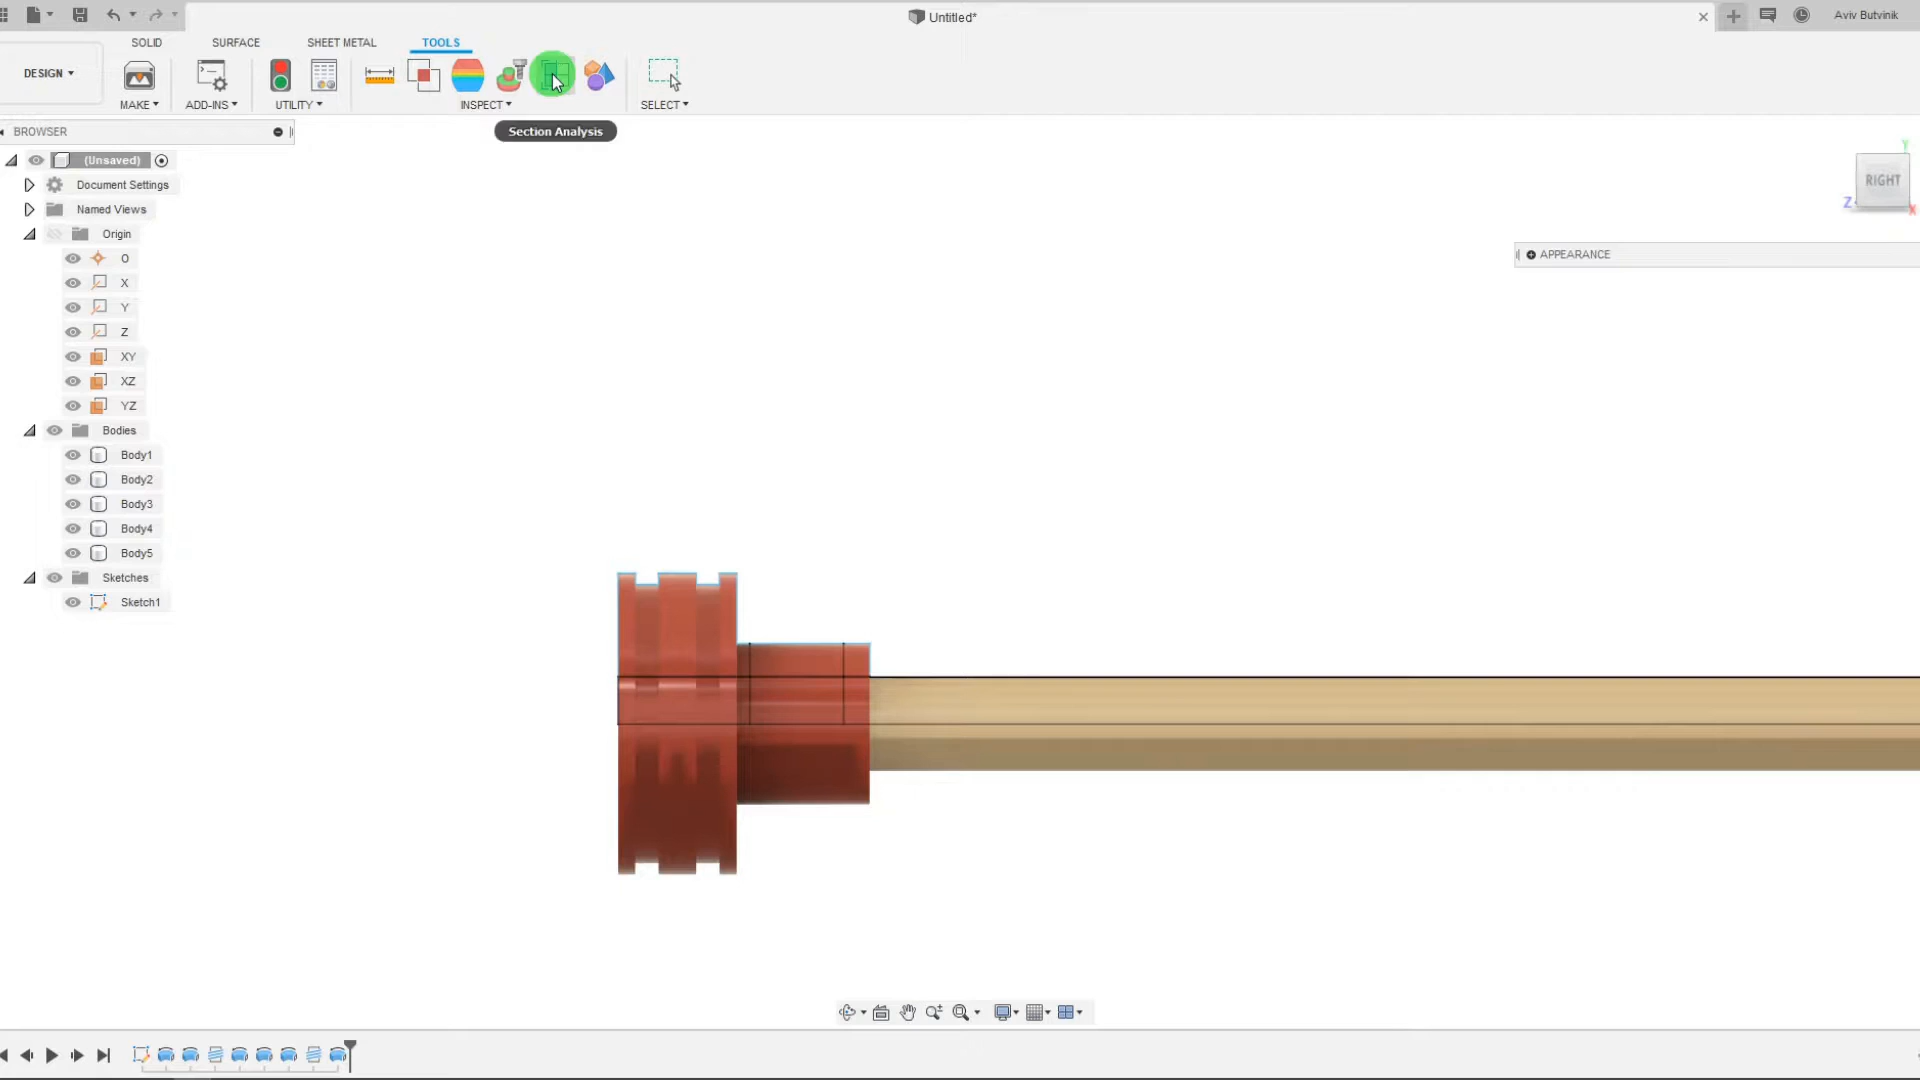 Untitled*
Aviv Butvinik
SOLID
SURFACE
SHEET METAL
TOOLS
DESIGN
MAKE
ADD-INS
UTILITY
INSPECT
SELECT
BROWSER
Section Analysis
(Unsaved)
Document Settings
Named Views
Origin
O
X
Y
Z
XY
XZ
YZ
Bodies
Body1
Body2
Body3
Body4
Body5
Sketches
Sketch1
Y
RIGHT
Z
X
APPEARANCE